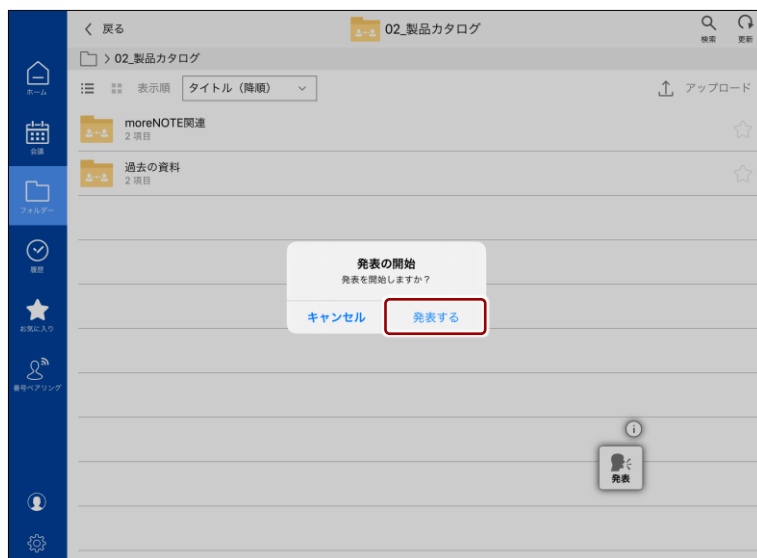 戻る
02_製品カタログ
検索
更新
02_製品カタログ
表示順
タイトル（降順）
アップロード
moreNOTE関連
2 項目
過去の資料
2 項目
ホーム
会議
フォルダー
履歴
お気に入り
番号ペアリング
発表の開始
発表を開始しますか？
キャンセル
発表する
発表